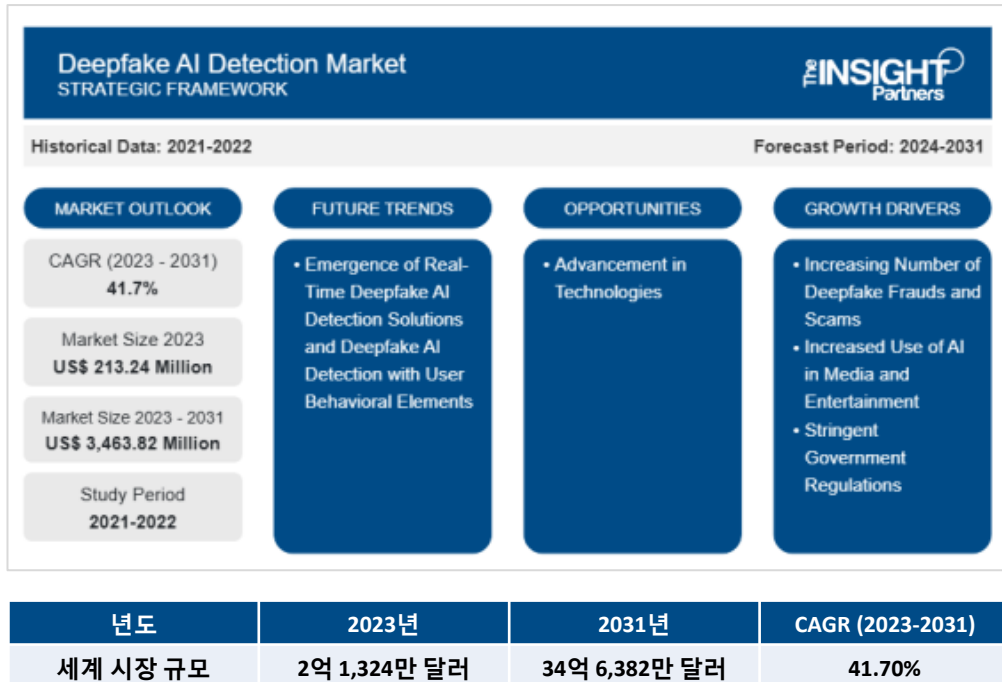 Deepfake AI Detection Market
STRATEGIC FRAMEWORK
The INSIGHT
Partners
Historical Data: 2021-2022
Forecast Period: 2024-2031
MARKET OUTLOOK
CAGR (2023 - 2031)
41.7%
Market Size 2023
US$ 213.24 Million
Market Size 2023 - 2031
US$ 3,463.82 Million
Study Period
2021-2022
FUTURE TRENDS
• Emergence of Real-
Time Deepfake AI
Detection Solutions
and Deepfake AI
Detection with User
Behavioral Elements
OPPORTUNITIES
• Advancement in
Technologies
GROWTH DRIVERS
• Increasing Number of
Deepfake Frauds and
Scams
• Increased Use of AI
in Media and
Entertainment
• Stringent
Government
Regulations
년도 2023년 2031년 CAGR (2023-2031)
세계 시장 규모 2억 1,324만 달러 34억 6,382만 달러 41.70%